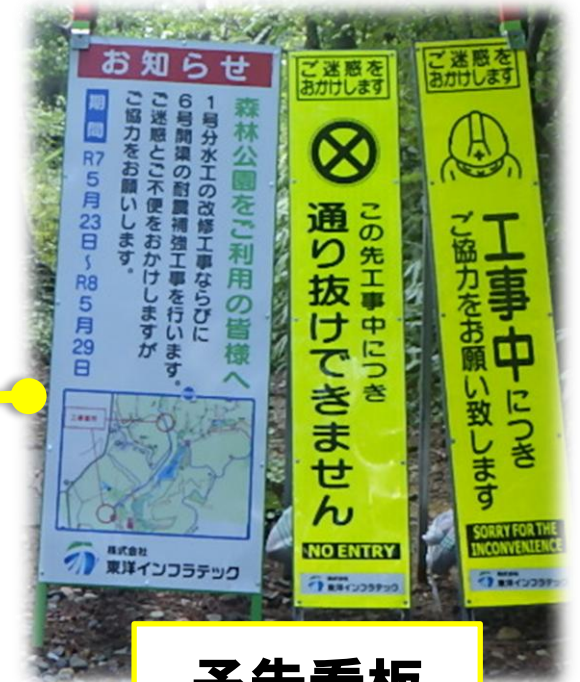 お知らせ
森林公園をご利用の皆様へ
1号分水工の改修工事ならびに
6号開渠の耐震補強工事を行います。
ご迷惑とご不便をおかけしますが
ご協力をお願いします。
期間 R7 5月23日～R8 5月29日
株式会社
東洋インフラテック
ご迷惑を
おかけします
この先工事中につき
通り抜けできません
NO ENTRY
東洋インフラテック
ご迷惑を
おかけします
工事中につき
ご協力をお願い致します
SORRY FOR THE
INCONVENIENCE
東洋インフラテック
予告看板